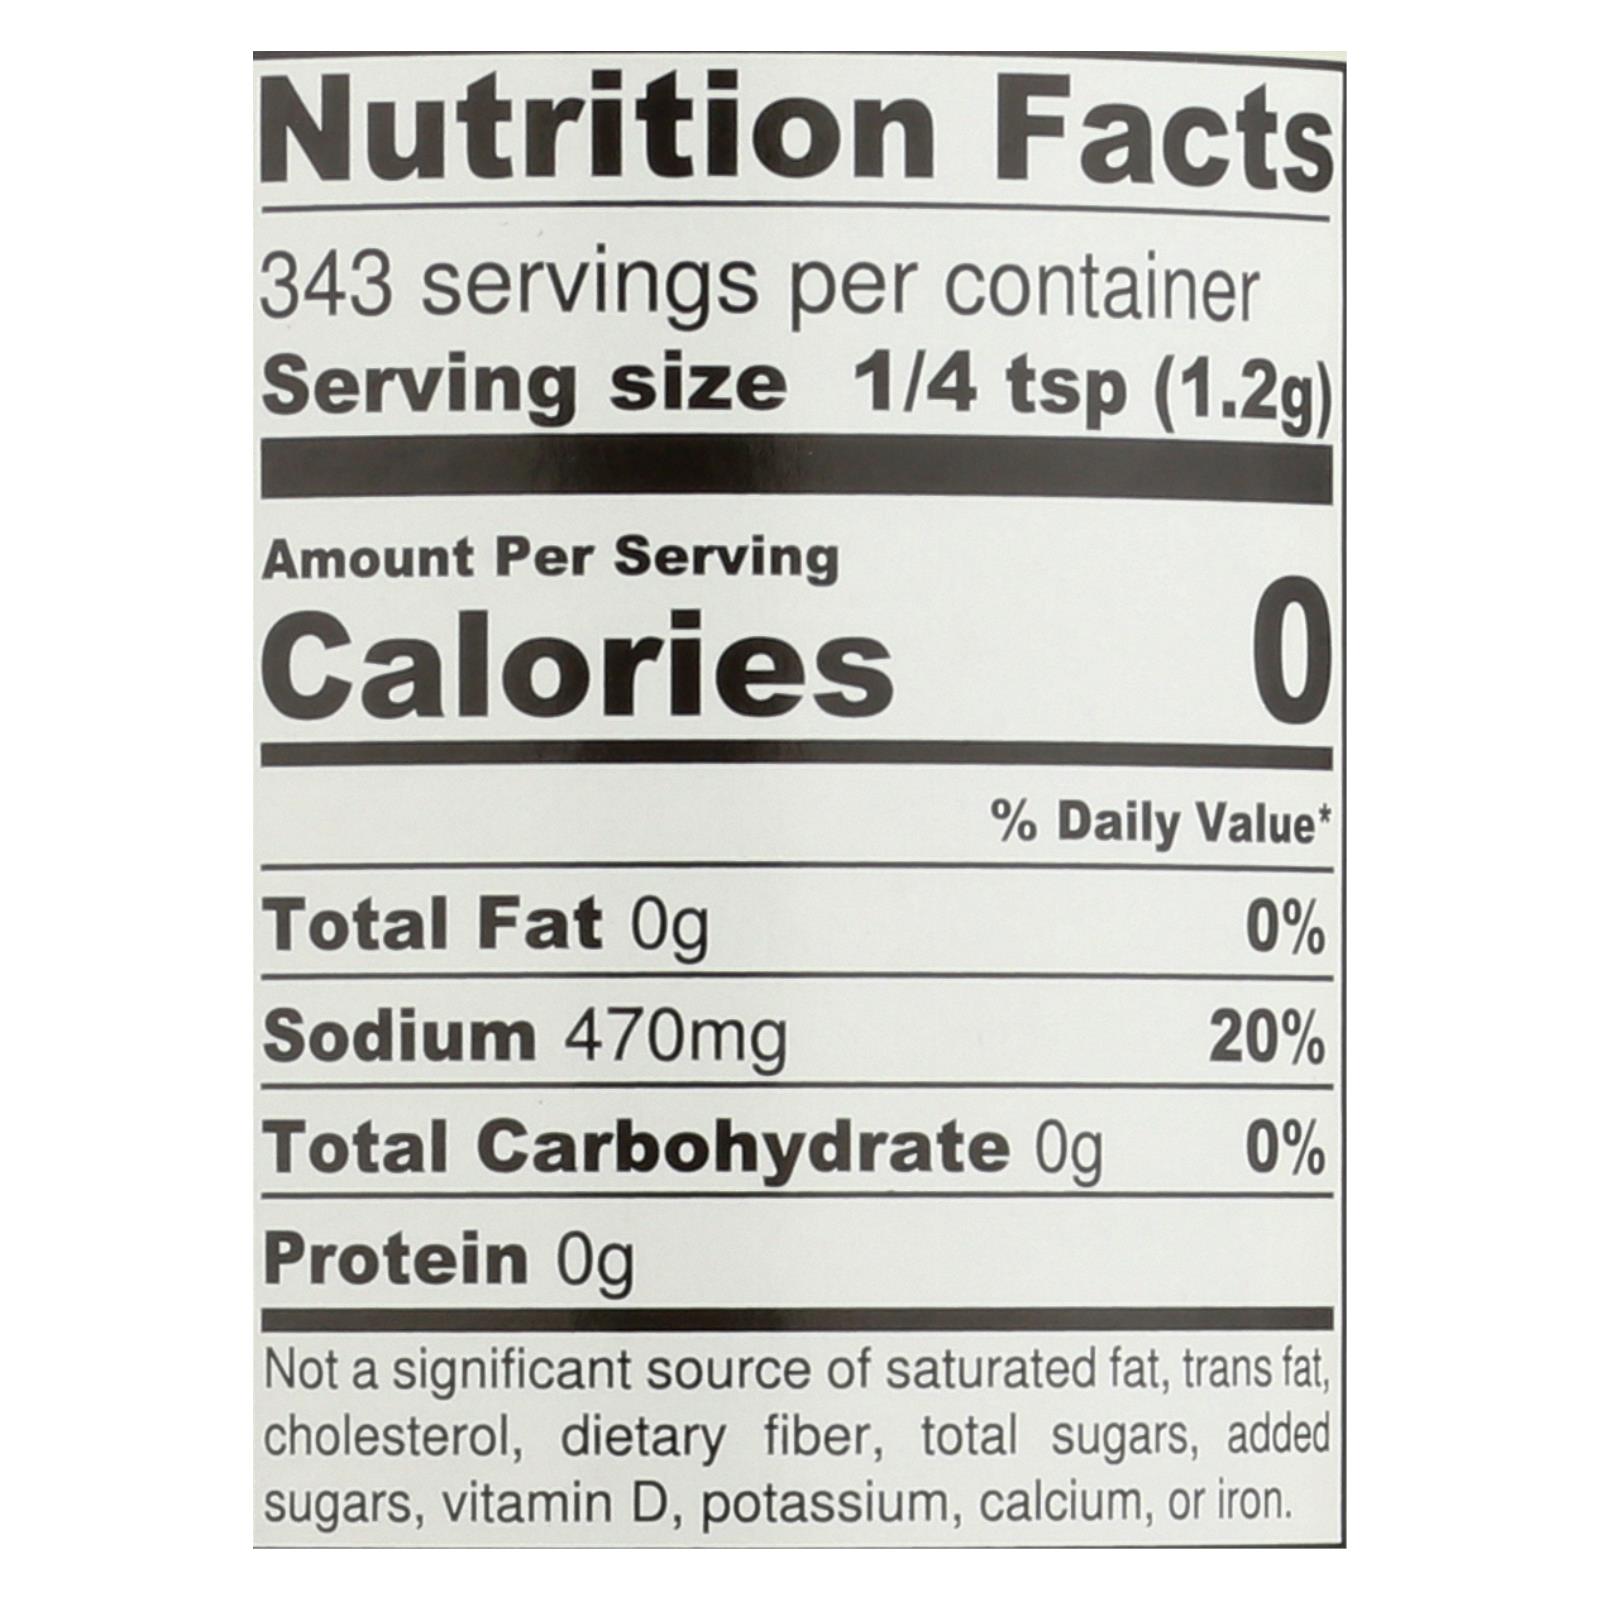 Nutrition Facts
343 servings per container
Serving size 1/4 tsp (1.2g)
Amount Per Serving
Calories 0
% Daily Value*
Total Fat 0g 0%
Sodium 470mg 20%
Total Carbohydrate 0g 0%
Protein 0g
Not a significant source of saturated fat, trans fat,
cholesterol, dietary fiber, total sugars, added
sugars, vitamin D, potassium, calcium, or iron.